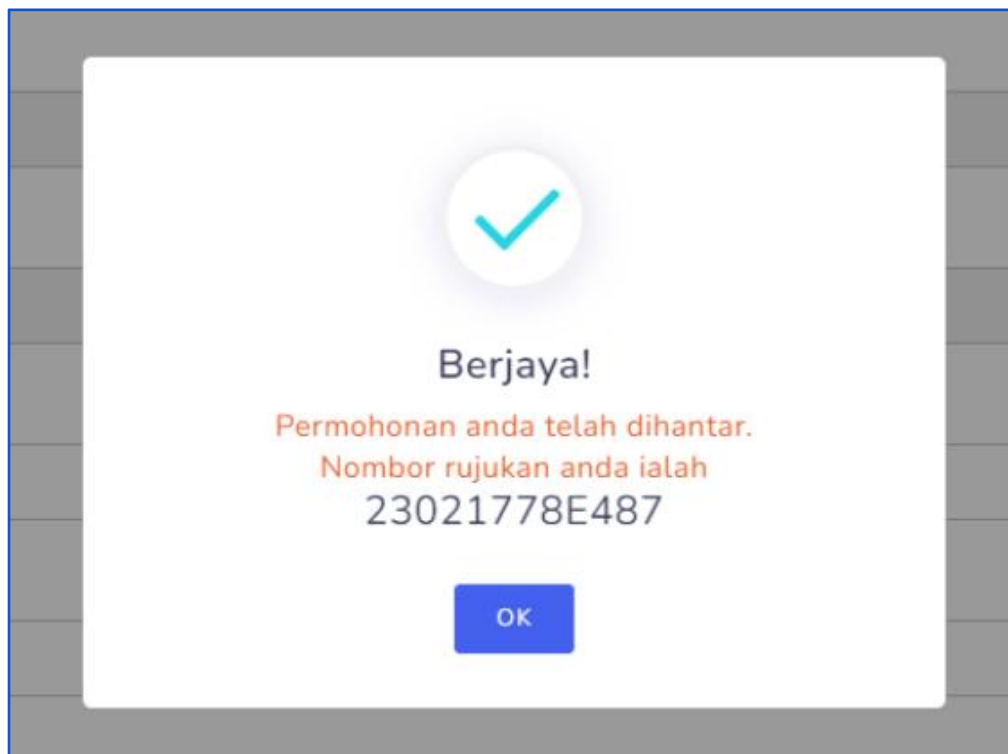 Berjaya!
Permohonan anda telah dihantar.
Nombor rujukan anda ialah
23021778E487
OK